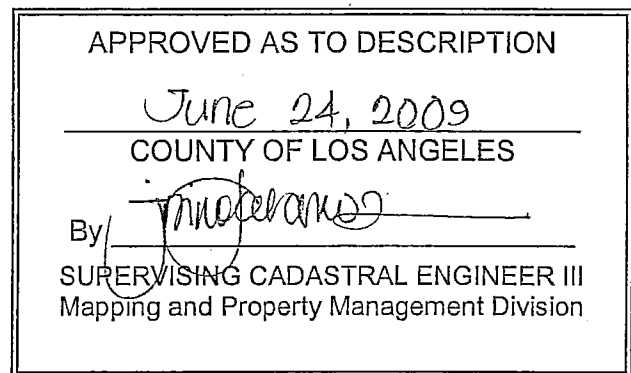 APPROVED AS TO DESCRIPTION
June 24, 2009
COUNTY OF LOS ANGELES
By
SUPERVISING CADASTRAL ENGINEER III
Mapping and Property Management Division